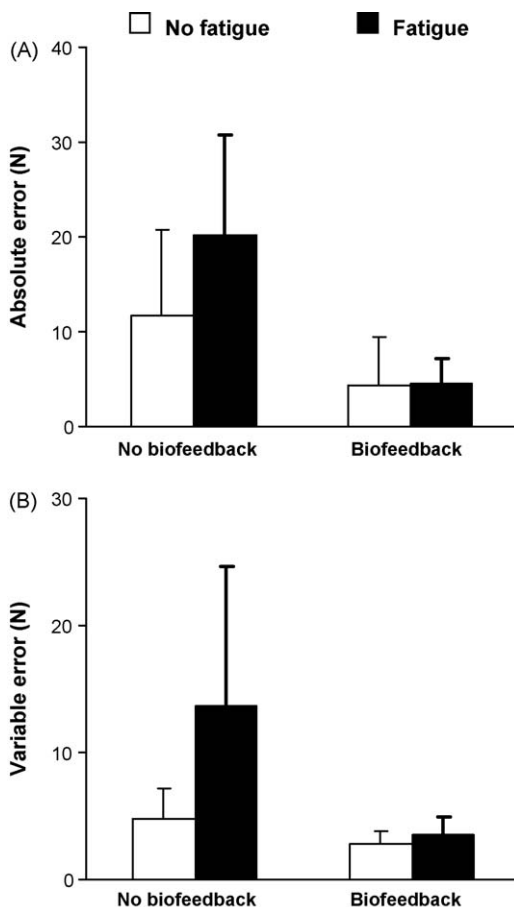 No fatigue Fatigue
(A)
40
30
20
10
0
Absolute error (N)
No biofeedback Biofeedback
(B)
30
20
10
0
Variable error (N)
No biofeedback Biofeedback